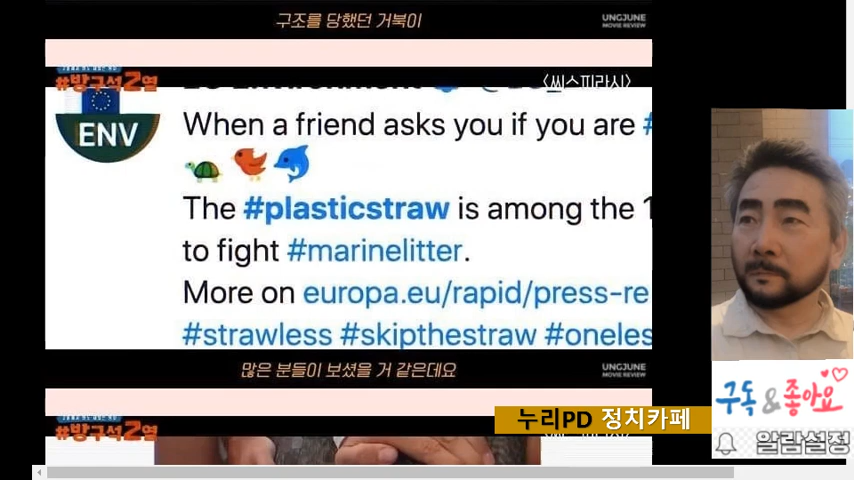 구조를 당했던 거북이
UNGJUNE
MOVIE REVIEW
#방구석2열
〈씨스피라시〉
ENV
When a friend asks you if you are #
The #plasticstraw is among the 1
to fight #marinelitter.
More on europa.eu/rapid/press-re
#strawless #skipthestraw #oneles
많은 분들이 보셨을 거 같은데요
UNGJUNE
MOVIE REVIEW
#방구석2열
누리PD 정치카페
구독&좋아요
알람설정